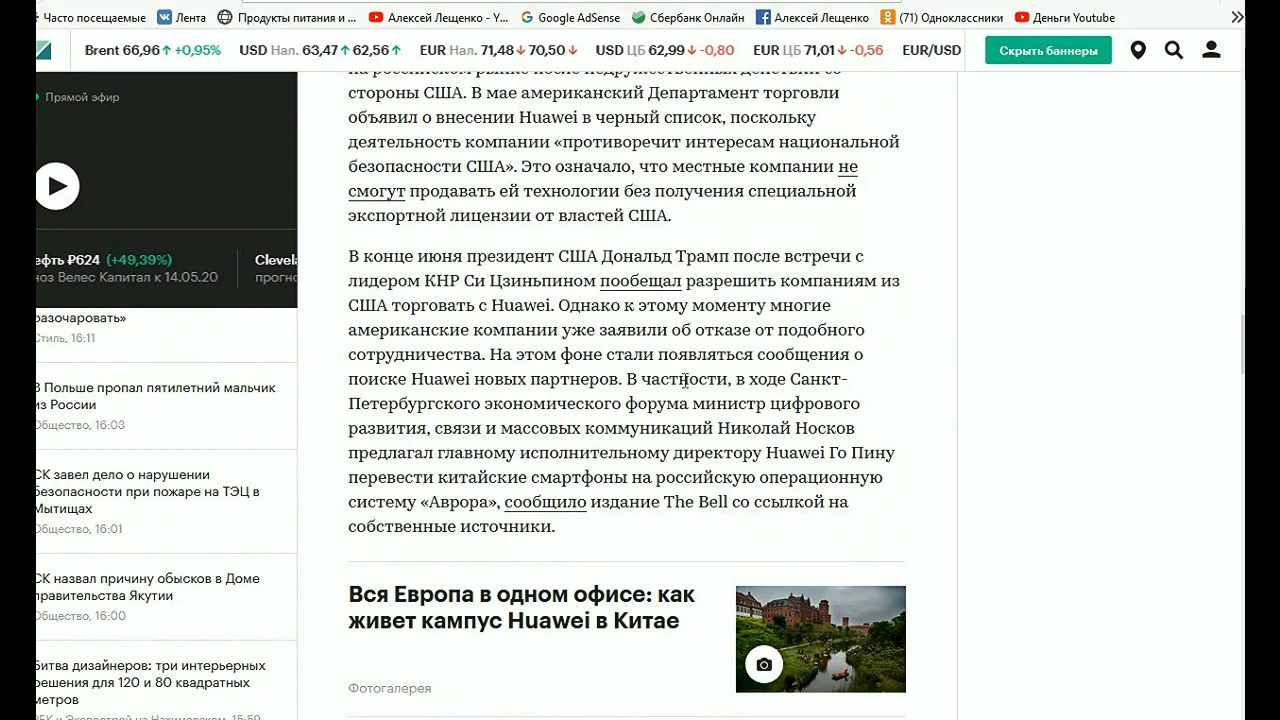 Часто посещаемые Лента Продукты питания и ... Алексей Лещенко - Y... Google AdSense Сбербанк Онлайн Алексей Лещенко (71) Одноклассники Деньги Youtube
Brent 66,96 +0,95% USD Нал. 63,47 62,56 EUR Нал. 71,48 70,50 USD ЦБ 62,99 -0,80 EUR ЦБ 71,01 -0,56 EUR/USD Скрыть баннеры
Прямой эфир
ефть ₽624 (+49,39%) Clevela
ноз Велес Капитал к 14.05.20 прогно
разочаровать»
Стиль, 16:11
В Польше пропал пятилетний мальчик
из России
Общество, 16:03
СК завел дело о нарушении
безопасности при пожаре на ТЭЦ в
Мытищах
Общество, 16:01
СК назвал причину обысков в Доме
правительства Якутии
Общество, 16:00
Битва дизайнеров: три интерьерных
решения для 120 и 80 квадратных
метров
на российском рынке после недружественных действий со
стороны США. В мае американский Департамент торговли
объявил о внесении Huawei в черный список, поскольку
деятельность компании «противоречит интересам национальной
безопасности США». Это означало, что местные компании не
смогут продавать ей технологии без получения специальной
экспортной лицензии от властей США.
В конце июня президент США Дональд Трамп после встречи с
лидером КНР Си Цзиньпином пообещал разрешить компаниям из
США торговать с Huawei. Однако к этому моменту многие
американские компании уже заявили об отказе от подобного
сотрудничества. На этом фоне стали появляться сообщения о
поиске Huawei новых партнеров. В частности, в ходе Санкт-
Петербургского экономического форума министр цифрового
развития, связи и массовых коммуникаций Николай Носков
предлагал главному исполнительному директору Huawei Го Пину
перевести китайские смартфоны на российскую операционную
систему «Аврора», сообщило издание The Bell со ссылкой на
собственные источники.
Вся Европа в одном офисе: как
живет кампус Huawei в Китае
Фотогалерея